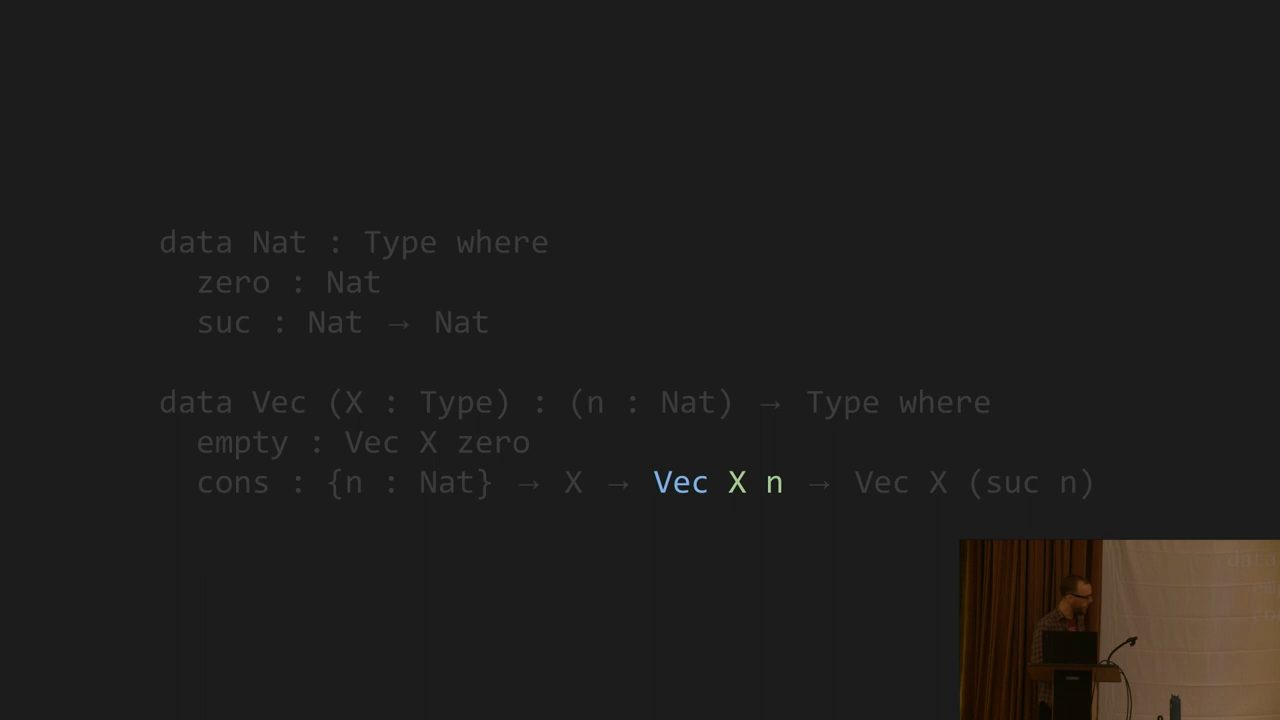 data Nat : Type where
  zero : Nat
  suc : Nat → Nat
data Vec (X : Type) : (n : Nat) → Type where
  empty : Vec X zero
  cons : {n : Nat} → X → Vec X n → Vec X (suc n)